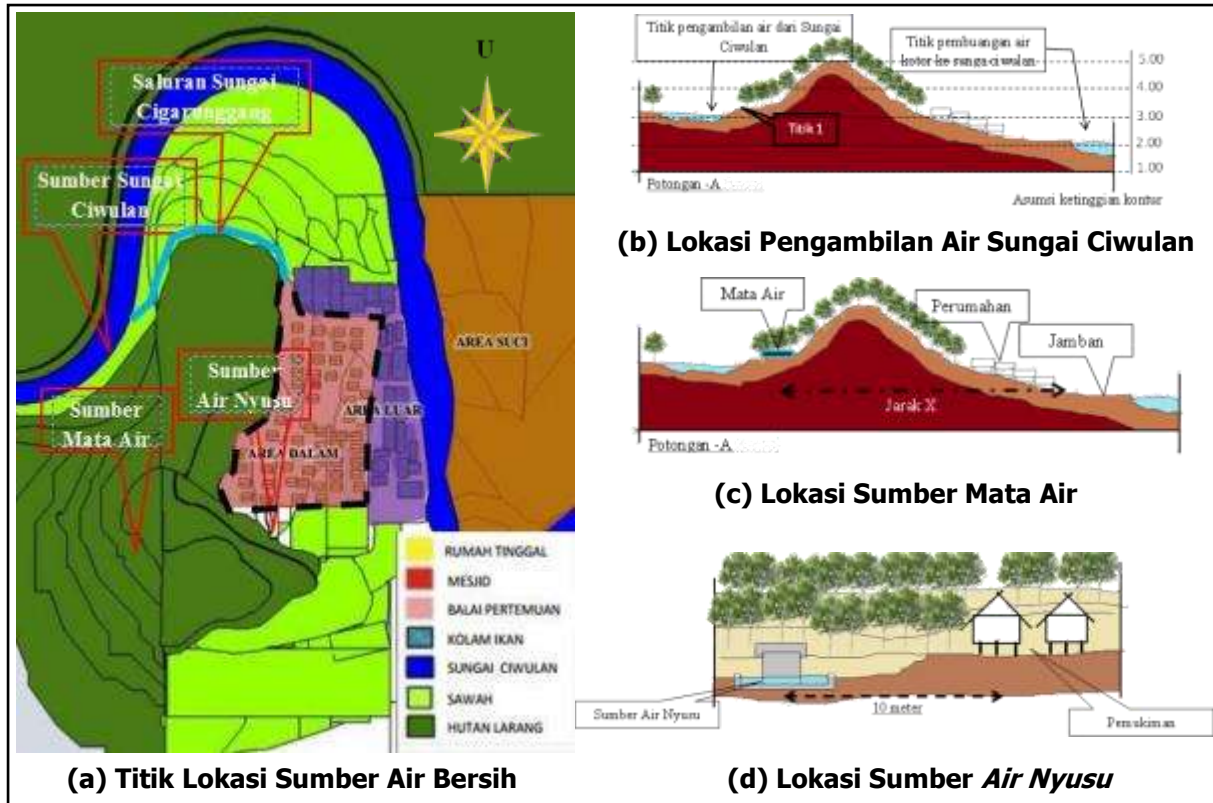 U
Saluran Sungai
Cigarunggang
Sumber Sungai
Ciwulan
Sumber
Air Nyusu
Sumber
Mata Air
AREA SUCI
AREA LUAR
AREA DALAM
RUMAH TINGGAL
MESJID
BALAI PERTEMUAN
KOLAM IKAN
SUNGAI CIWULAN
SAWAH
HUTAN LARANG
(a) Titik Lokasi Sumber Air Bersih
Titik pengambilan air dari Sungai
Ciwulan
Titik pembuangan air
kotor ke sunga ciwulan
5.00
4.00
3.00
2.00
1.00
Titik 1
Potongan -A
Asumsi ketinggian kontur
(b) Lokasi Pengambilan Air Sungai Ciwulan
Mata Air
Perumahan
Jamban
Jarak X
Potongan -A
(c) Lokasi Sumber Mata Air
Sumber Air Nyusu
10 meter
Pemukiman
(d) Lokasi Sumber Air Nyusu